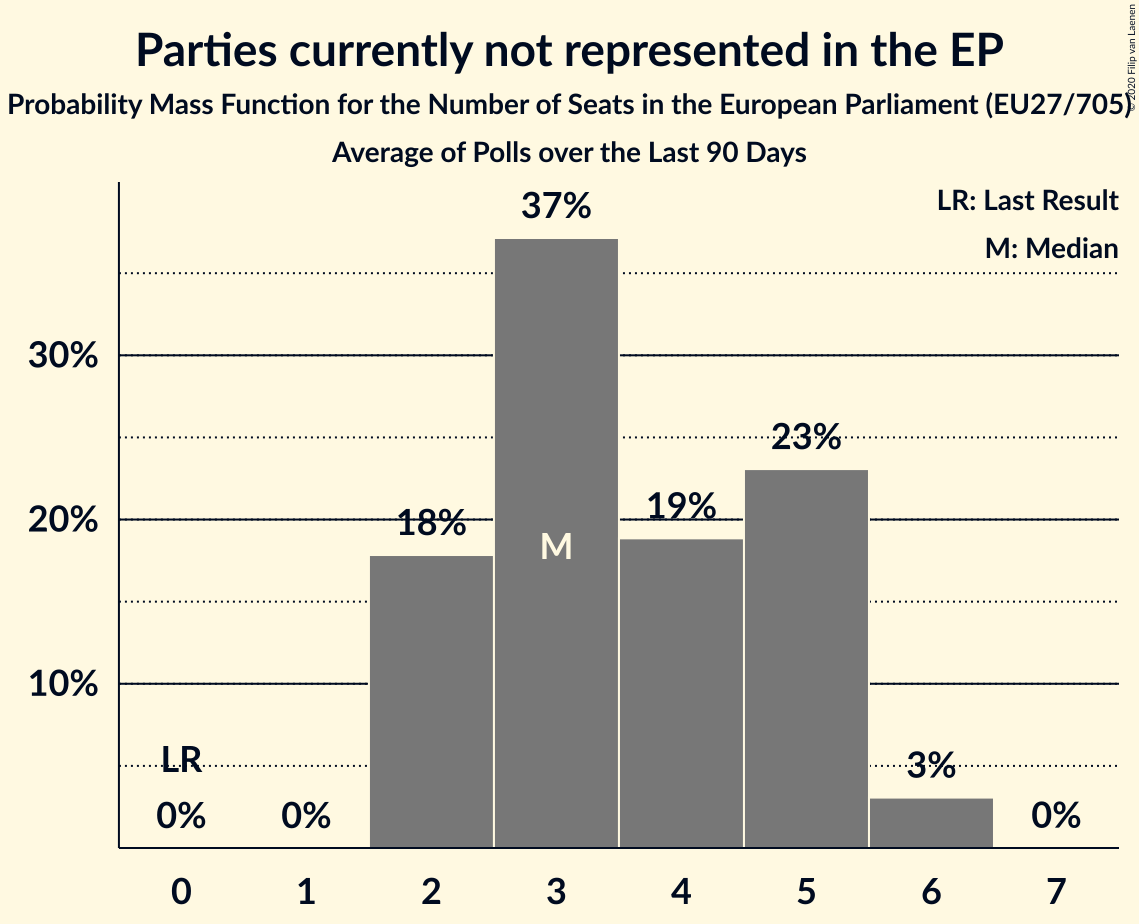 Parties currently not represented in the EP
Probability Mass Function for the Number of Seats in the European Parliament (EU27/705)
Average of Polls over the Last 90 Days
© 2020 Filip van Laenen
LR: Last Result
M: Median
37%
30%
23%
20%
18%
19%
M
10%
LR
3%
0%
0%
0%
0 1 2 3 4 5 6 7